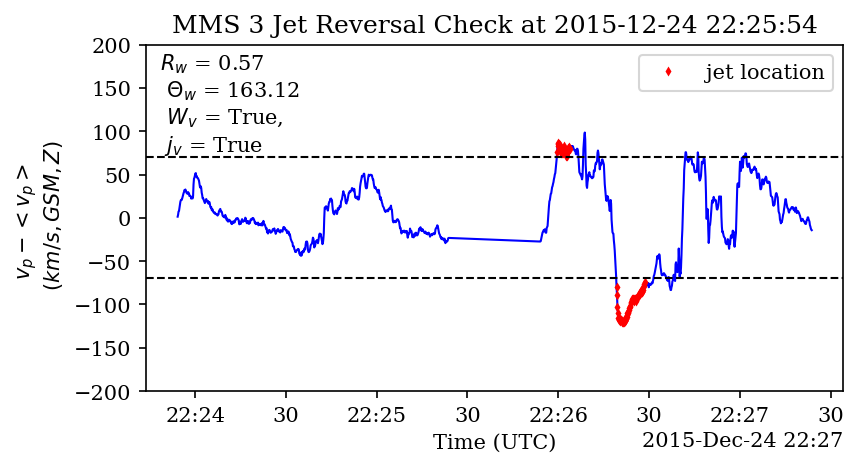 MMS 3 Jet Reversal Check at 2015-12-24 22:25:54
R_w = 0.57
Θ_w = 163.12
W_v = True,
j_v = True
jet location
200
150
100
50
0
−50
−100
−150
−200
v_p − < v_p >
(km/s, GSM, Z)
22:24 30 22:25 30 22:26 30 22:27 30
Time (UTC)
2015-Dec-24 22:27